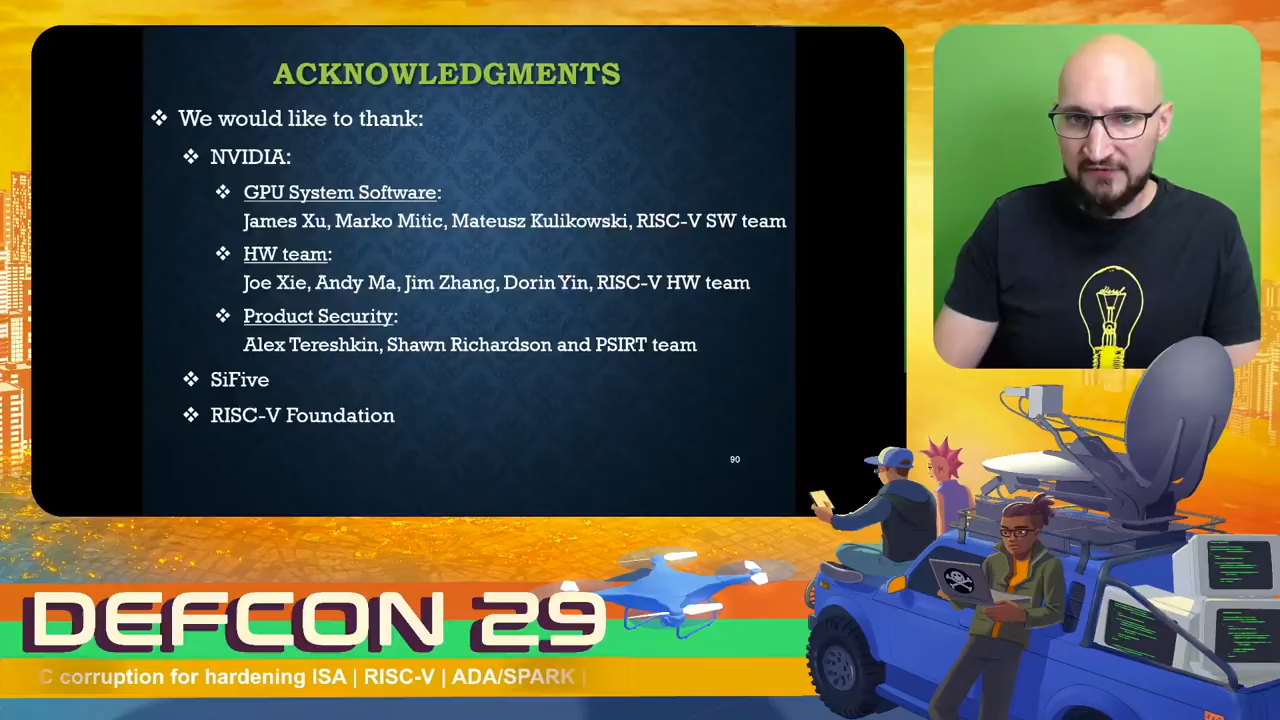 ACKNOWLEDGMENTS
❖ We would like to thank:
❖ NVIDIA:
❖ GPU System Software:
James Xu, Marko Mitic, Mateusz Kulikowski, RISC-V SW team
❖ HW team:
Joe Xie, Andy Ma, Jim Zhang, Dorin Yin, RISC-V HW team
❖ Product Security:
Alex Tereshkin, Shawn Richardson and PSIRT team
❖ SiFive
❖ RISC-V Foundation
90
DEFCON 29
C corruption for hardening ISA | RISC-V | ADA/SPARK |